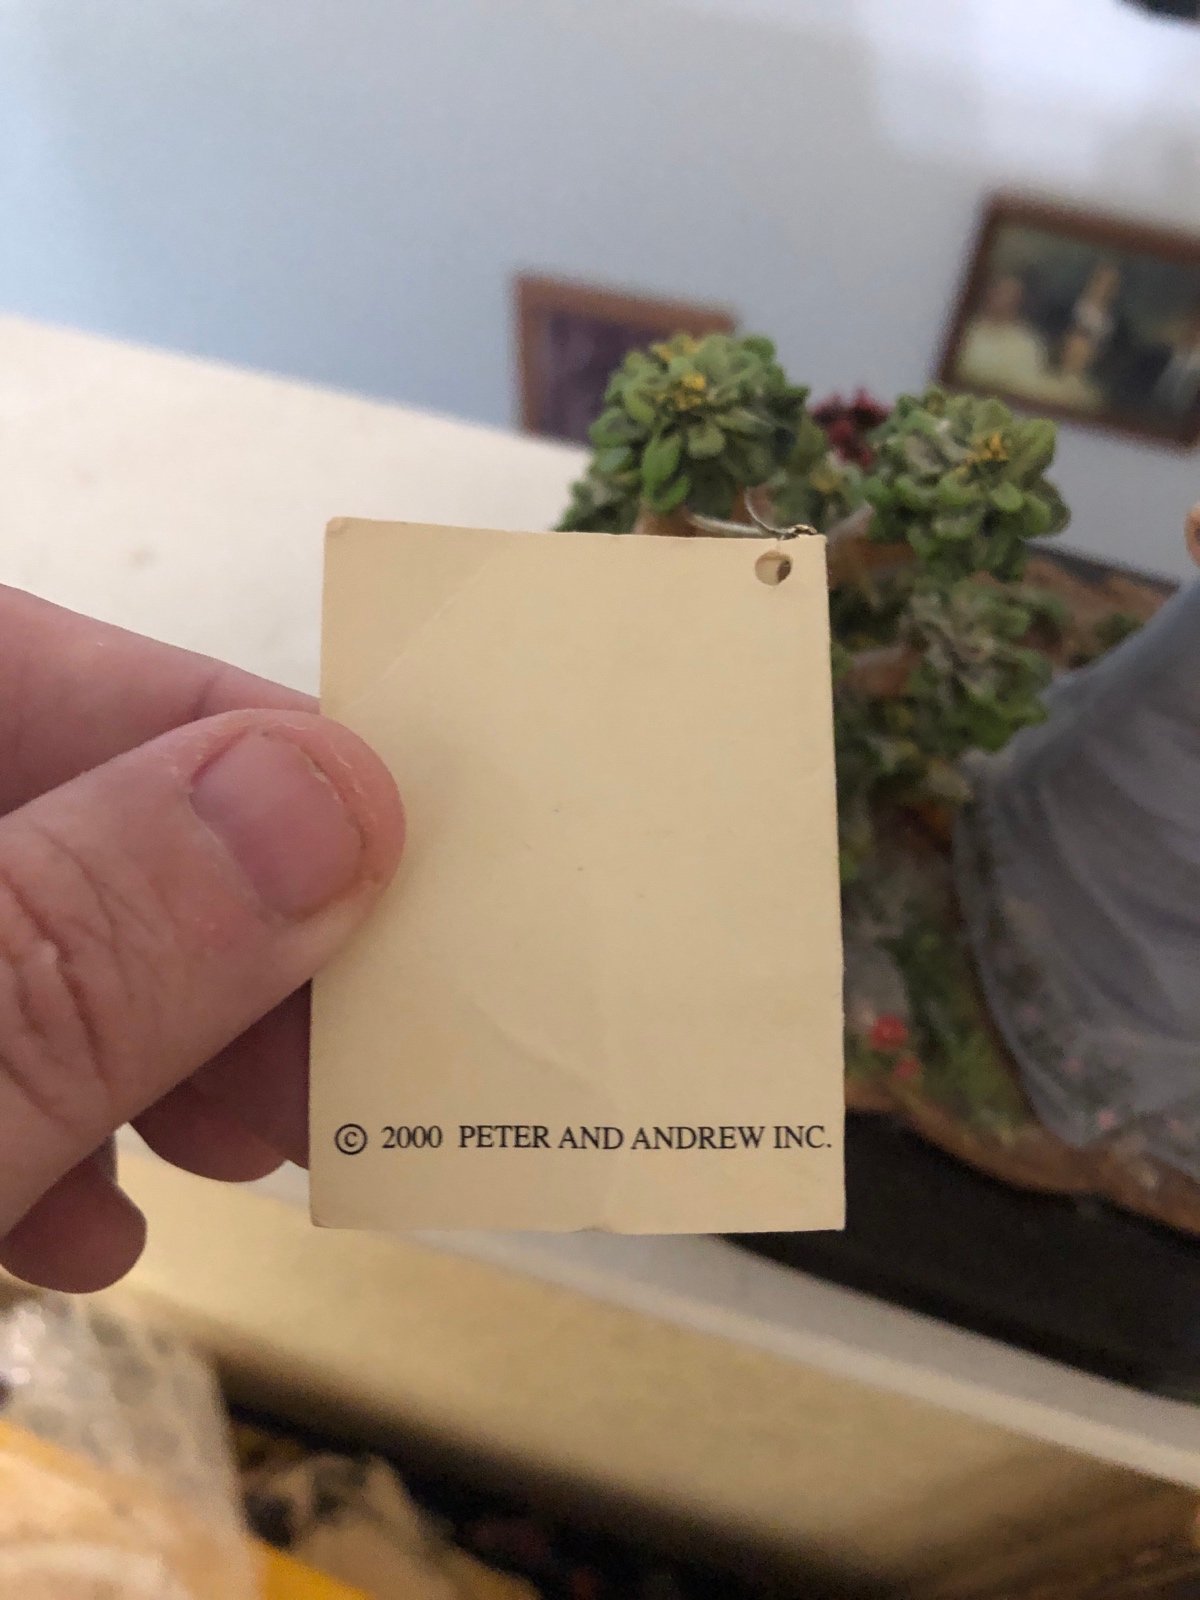 © 2000 PETER AND ANDREW INC.